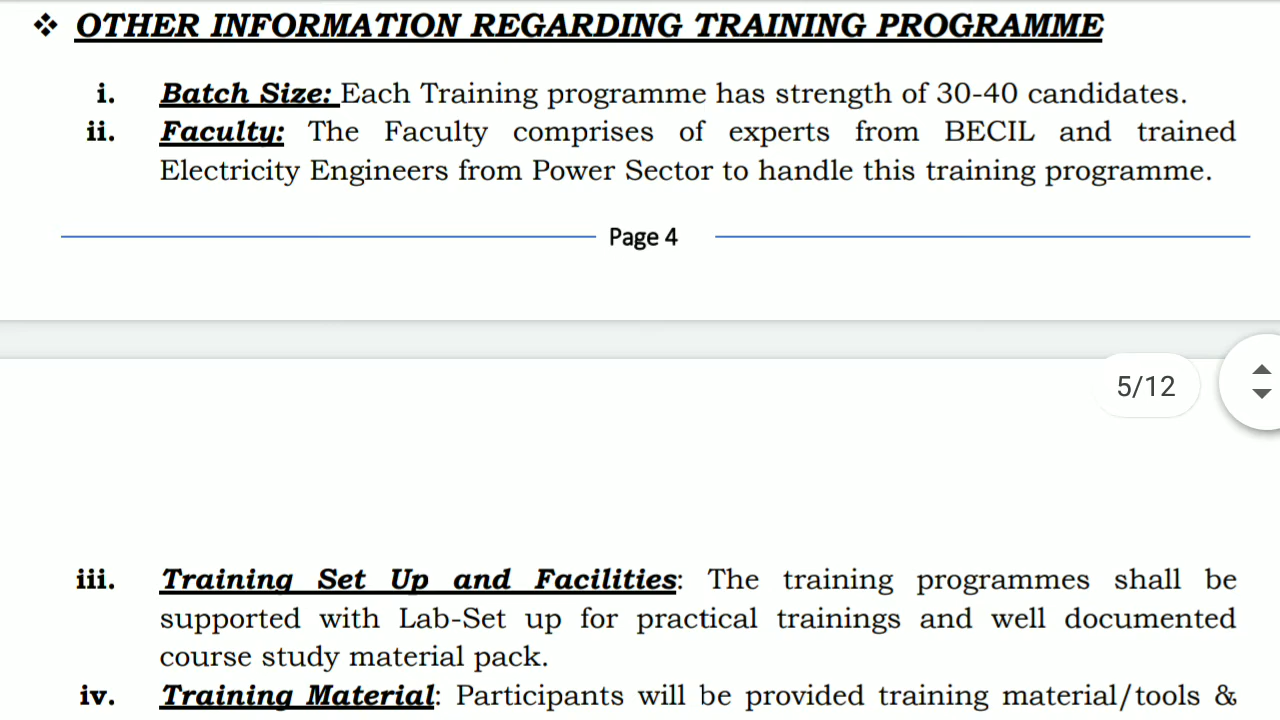 ❖ OTHER INFORMATION REGARDING TRAINING PROGRAMME
i. Batch Size: Each Training programme has strength of 30-40 candidates.
ii. Faculty: The Faculty comprises of experts from BECIL and trained
Electricity Engineers from Power Sector to handle this training programme.
Page 4
5/12
iii. Training Set Up and Facilities: The training programmes shall be
supported with Lab-Set up for practical trainings and well documented
course study material pack.
iv. Training Material: Participants will be provided training material/tools &